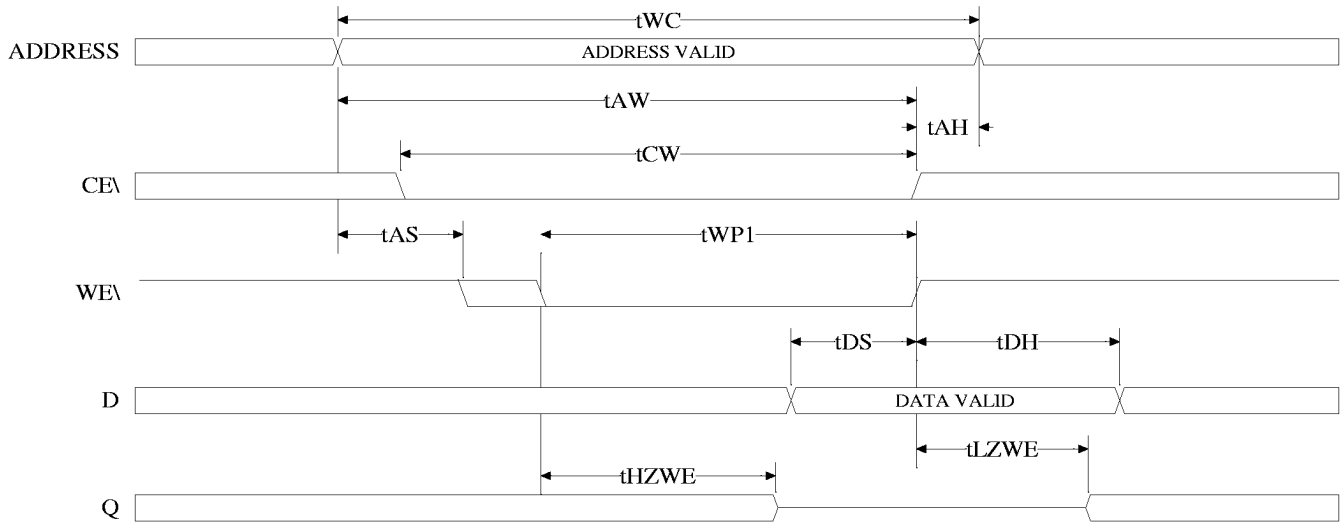 tWC
ADDRESS
ADDRESS VALID
tAW
tAH
tCW
CE\
tAS
tWP1
WE\
tDS
tDH
D
DATA VALID
tLZWE
tHZWE
Q